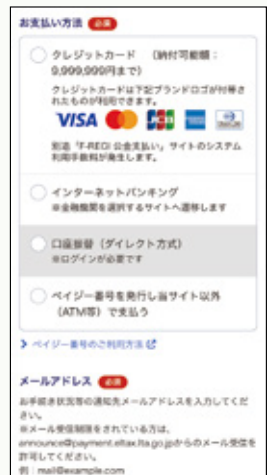 お支払い方法 必須
クレジットカード （納付可能額：
9,999,999円まで）
クレジットカードは下記ブランドロゴが付帯さ
れたものが利用できます。
VISA JCB
別途「F-REGI 公金支払い」サイトのシステム
利用手数料が発生します。
インターネットバンキング
※金融機関を選択するサイトへ遷移します
口座振替（ダイレクト方式）
※ログインが必要です
ペイジー番号を発行し当サイト以外
（ATM等）で支払う
ペイジー番号のご利用方法
メールアドレス 必須
お手続き状況等の通知先メールアドレスを入力してくだ
さい。
※メール受信制限をされている方は、
announce@payment.eltax.lta.go.jpからのメール受信を
許可してください。
例：mail@example.com